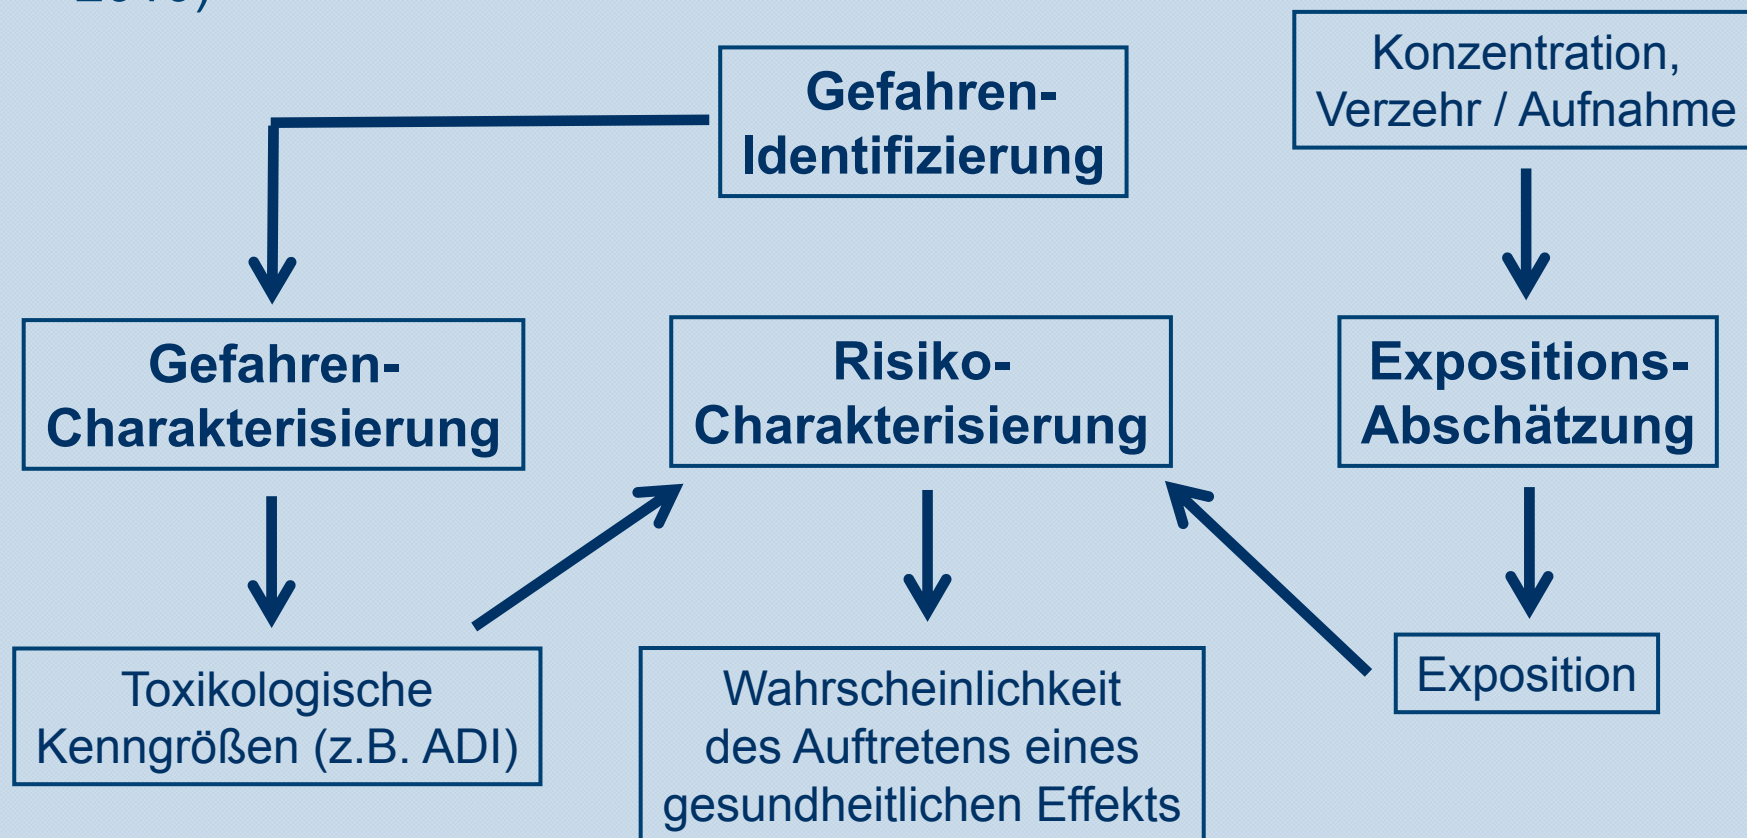 2010)
Gefahren-
Identifizierung
Konzentration,
Verzehr / Aufnahme
Gefahren-
Charakterisierung
Risiko-
Charakterisierung
Expositions-
Abschätzung
Toxikologische
Kenngrößen (z.B. ADI)
Wahrscheinlichkeit
des Auftretens eines
gesundheitlichen Effekts
Exposition